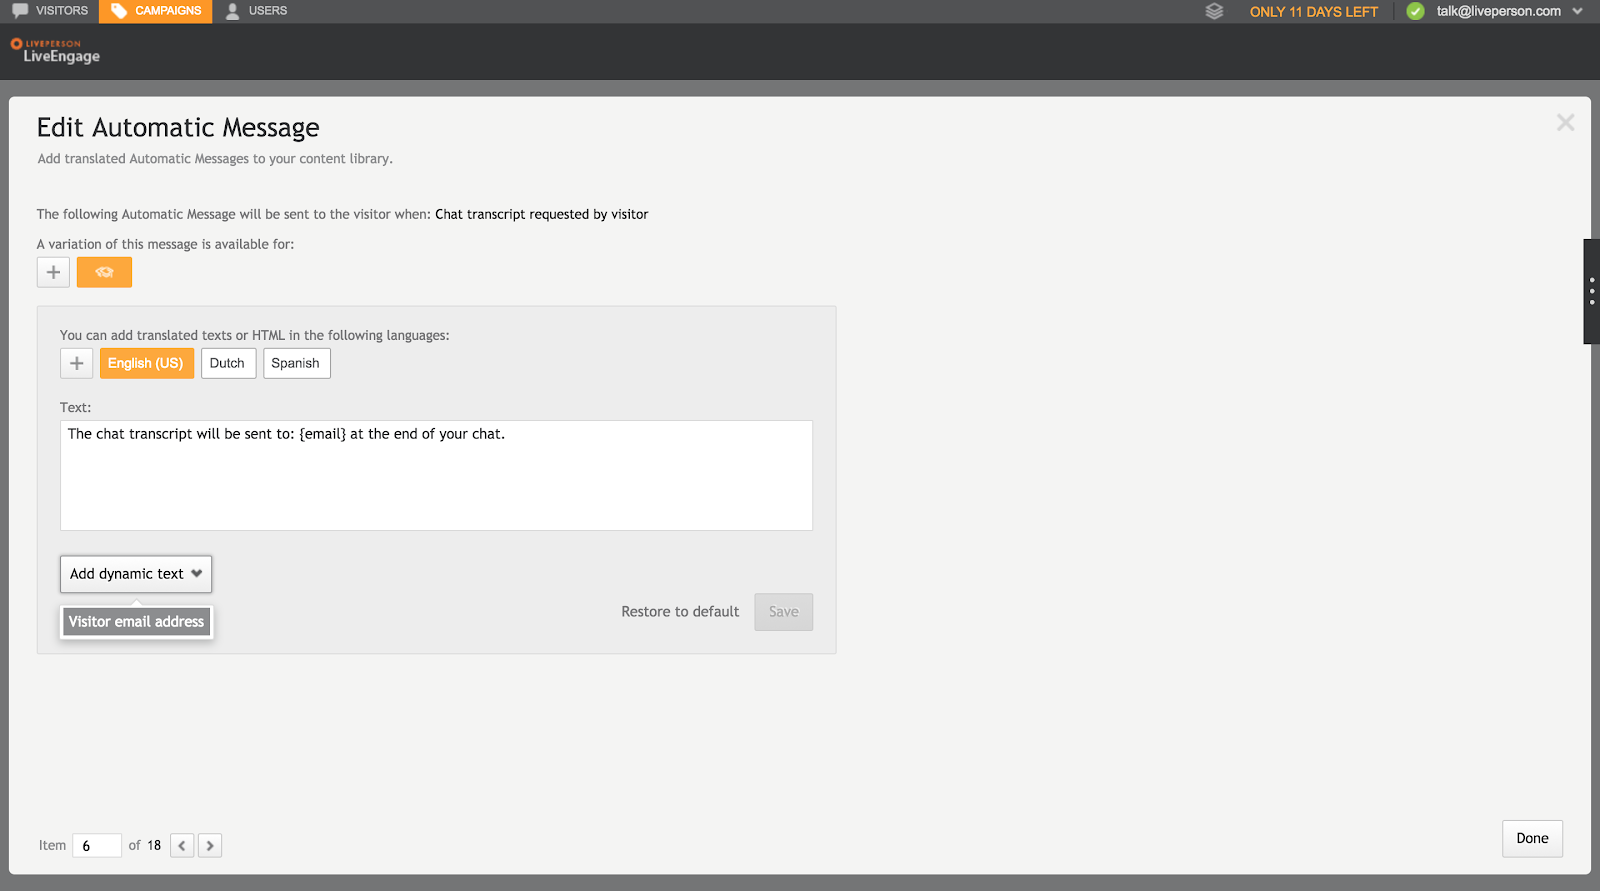 VISITORS CAMPAIGNS USERS ONLY 11 DAYS LEFT talk@liveperson.com
LIVEPERSON
LiveEngage
Edit Automatic Message
Add translated Automatic Messages to your content library.
The following Automatic Message will be sent to the visitor when: Chat transcript requested by visitor
A variation of this message is available for:
You can add translated texts or HTML in the following languages:
English (US) Dutch Spanish
Text:
The chat transcript will be sent to: {email} at the end of your chat.
Add dynamic text
Visitor email address
Restore to default Save
Item 6 of 18
Done